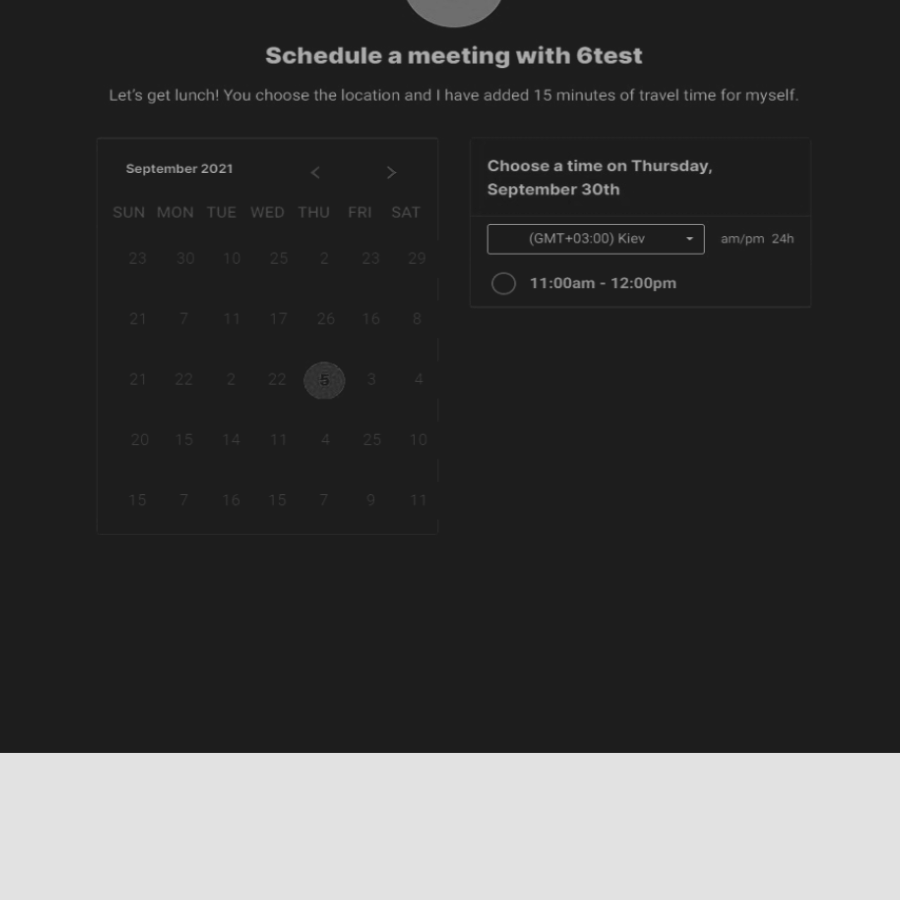 Schedule a meeting with 6test
Let's get lunch! You choose the location and I have added 15 minutes of travel time for myself.
September 2021 < >
SUN MON TUE WED THU FRI SAT
23 30 10 25 2 23 29
21 7 11 17 26 16 8
21 22 2 22 5 3 4
20 15 14 11 4 25 10
15 7 16 15 7 9 11
Choose a time on Thursday,
September 30th
(GMT+03:00) Kiev am/pm 24h
11:00am - 12:00pm